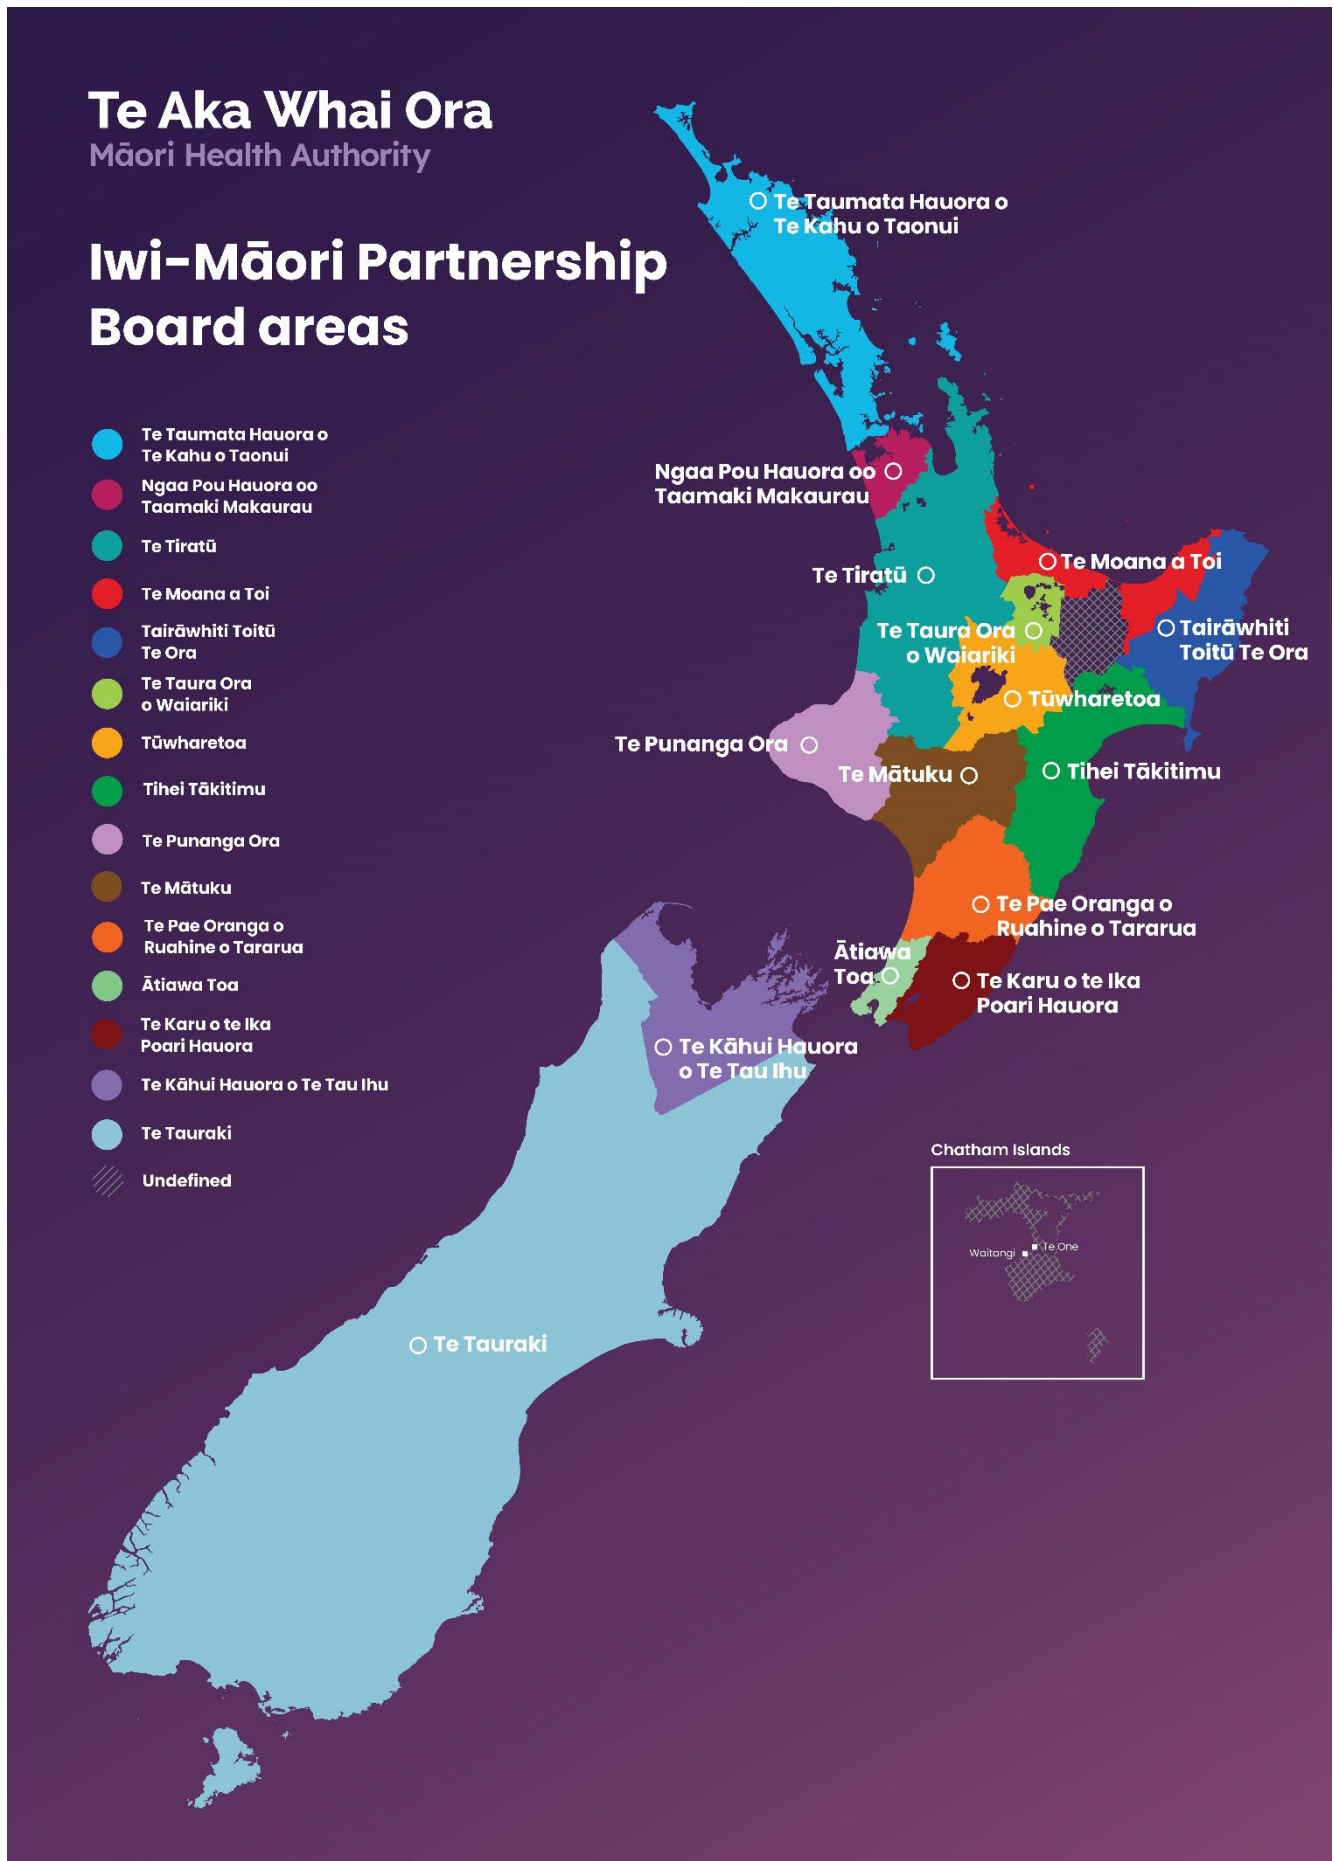 Te Aka Whai Ora
Māori Health Authority
Iwi-Māori Partnership
Board areas
Te Taumata Hauora o
Te Kahu o Taonui
Ngaa Pou Hauora oo
Taamaki Makaurau
Te Tiratū
Te Moana a Toi
Tairāwhiti Toitū
Te Ora
Te Taura Ora
o Waiariki
Tūwharetoa
Tihei Tākitimu
Te Punanga Ora
Te Mātuku
Te Pae Oranga o
Ruahine o Tararua
Ātiawa Toa
Te Karu o te Ika
Poari Hauora
Te Kāhui Hauora o Te Tau Ihu
Te Tauraki
Undefined
Te Taumata Hauora o
Te Kahu o Taonui
Ngaa Pou Hauora oo
Taamaki Makaurau
Te Moana a Toi
Te Tiratū
Te Taura Ora
o Waiariki
Tairāwhiti
Toitū Te Ora
Tūwharetoa
Te Punanga Ora
Te Mātuku
Tihei Tākitimu
Te Pae Oranga o
Ruahine o Tararua
Ātiawa
Toa
Te Karu o te Ika
Poari Hauora
Te Kāhui Hauora
o Te Tau Ihu
Te Tauraki
Chatham Islands
Te One
Waitangi